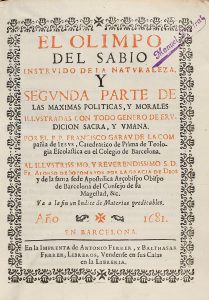 EL OLIMPO
DEL SABIO
INSTRVIDO DE LA NATVRALEZA,
Y
SEGVNDA PARTE DE
LAS MAXIMAS POLITICAS, Y MORALES
ILLVSTRADAS CON TODO GENERO DE ERV-
DICION SACRA, Y VMANA.
POR EL P. P. FRANCISCO GARAV DE LA COM
pañia de IESVS, Catedratico de Prima de Teolo-
gia Escolastica en el Colegio de Barcelona.
AL ILLVSTRISS.MO, Y REVERENDISSIMO S. D.
FR. ALONSO DE SOTOMAYOR POR LA GRACIA DE DIOS
y de la santa sede Apostolica Arçobispo Obispo
de Barcelona del Consejo de su
Magestad, &c.
Va a la fin un Indice de Materias predicables.
Año 1681.
EN BARCELONA.
En la IMPRENTA de ANTONIO FERRER, y BALTHASAR
FERRER, LIBREROS, Vendense en sus Casas
en la LIBRERIA.